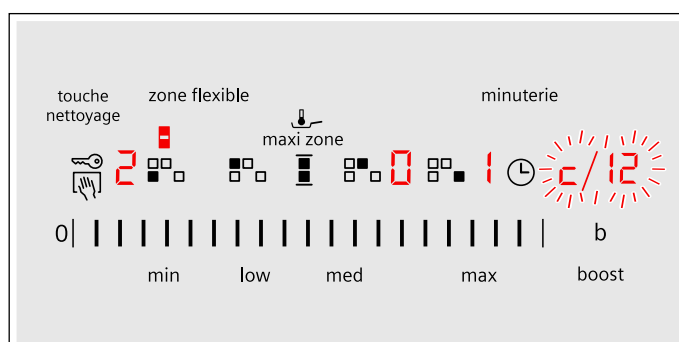 touche
nettoyage
zone flexible
maxi zone
minuterie
2 0 1 c/12
0 b
min low med max boost